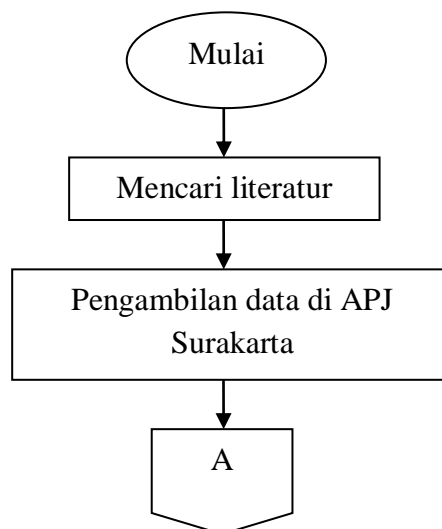 Mulai
Mencari literatur
Pengambilan data di APJ
Surakarta
A